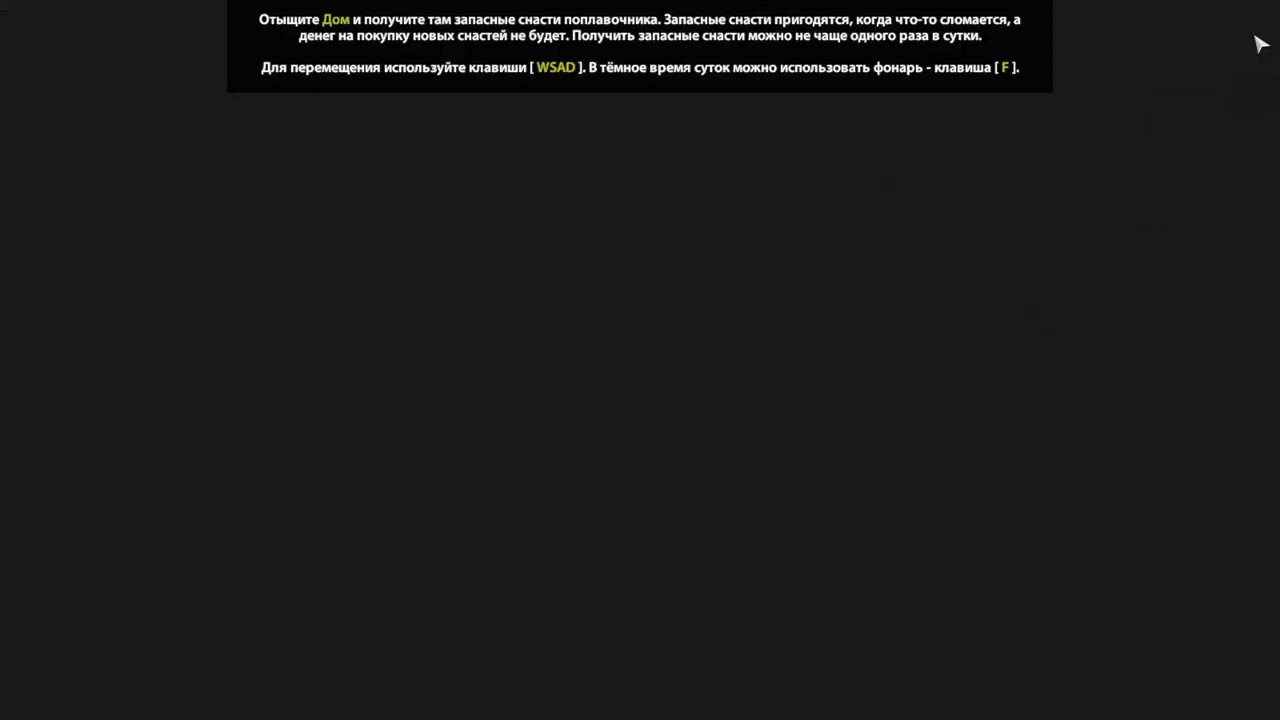 Отыщите Дом и получите там запасные снасти поплавочника. Запасные снасти пригодятся, когда что-то сломается, а
денег на покупку новых снастей не будет. Получить запасные снасти можно не чаще одного раза в сутки.
Для перемещения используйте клавиши [ WSAD ]. В тёмное время суток можно использовать фонарь - клавиша [ F ].